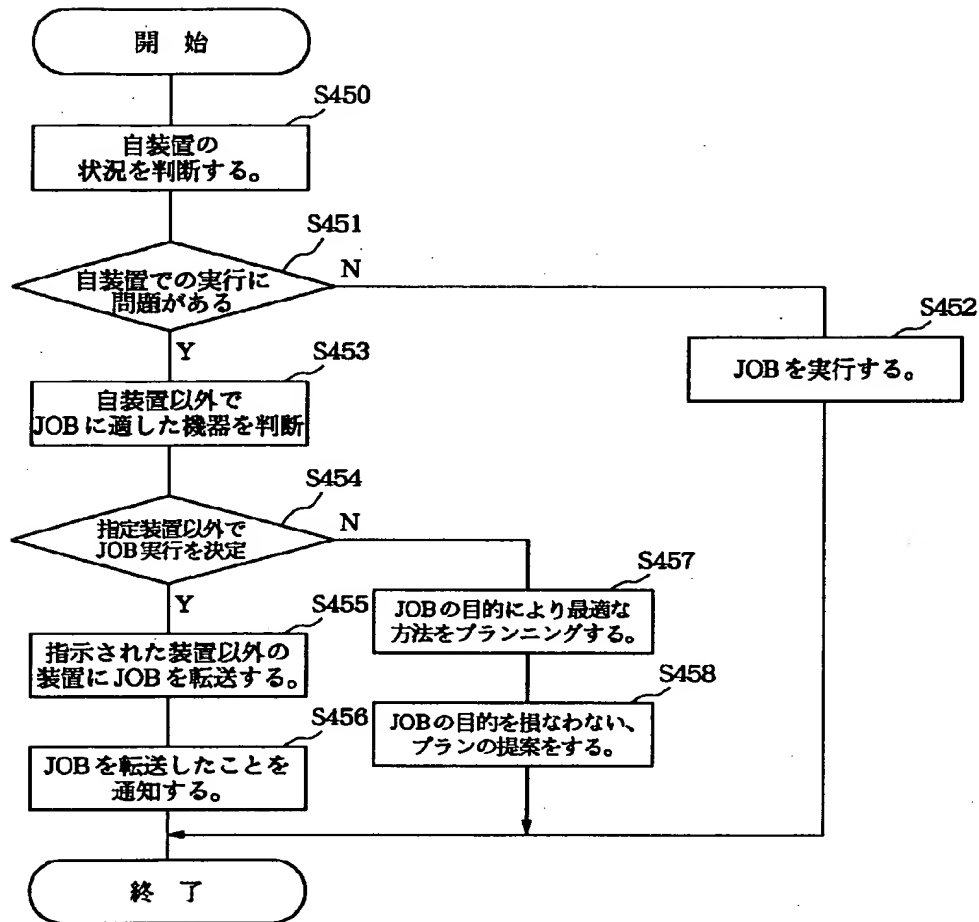 開 始
S450
自装置の
状況を判断する。
S451
自装置での実行に
問題がある
N
Y
S452
JOBを実行する。
S453
自装置以外で
JOBに適した機器を判断
S454
指定装置以外で
JOB実行を決定
N
Y
S455
指示された装置以外の
装置にJOBを転送する。
S456
JOBを転送したことを
通知する。
S457
JOBの目的により最適な
方法をプランニングする。
S458
JOBの目的を損なわない、
プランの提案をする。
終 了